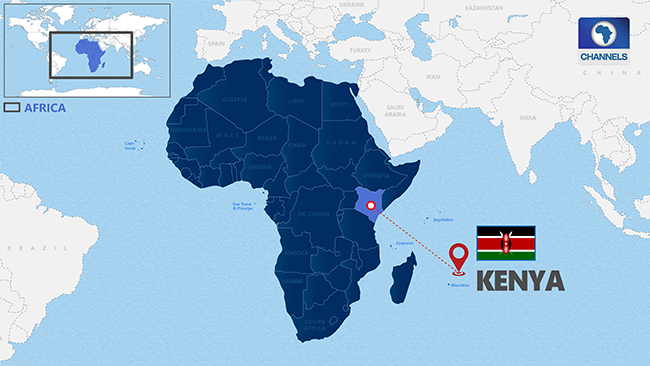 UKRAINE
KAZAKHSTAN
SPAIN
TURKEY
CHANNELS
CHINA
IRAN
AFRICA
ALGERIA
LIBYA
EGYPT
SAUDI
ARABIA
INDIA
MAURITANIA
MALI
NIGER
CHAD
SUDAN
Cape
Verde
NIGERIA
ETHIOPIA
San Tome
& Principe
DR. CONGO
Seychelles
BRAZIL
Comoros
ANGOLA
NAMIBIA
Mauritius
KENYA
SOUTH
AFRICA